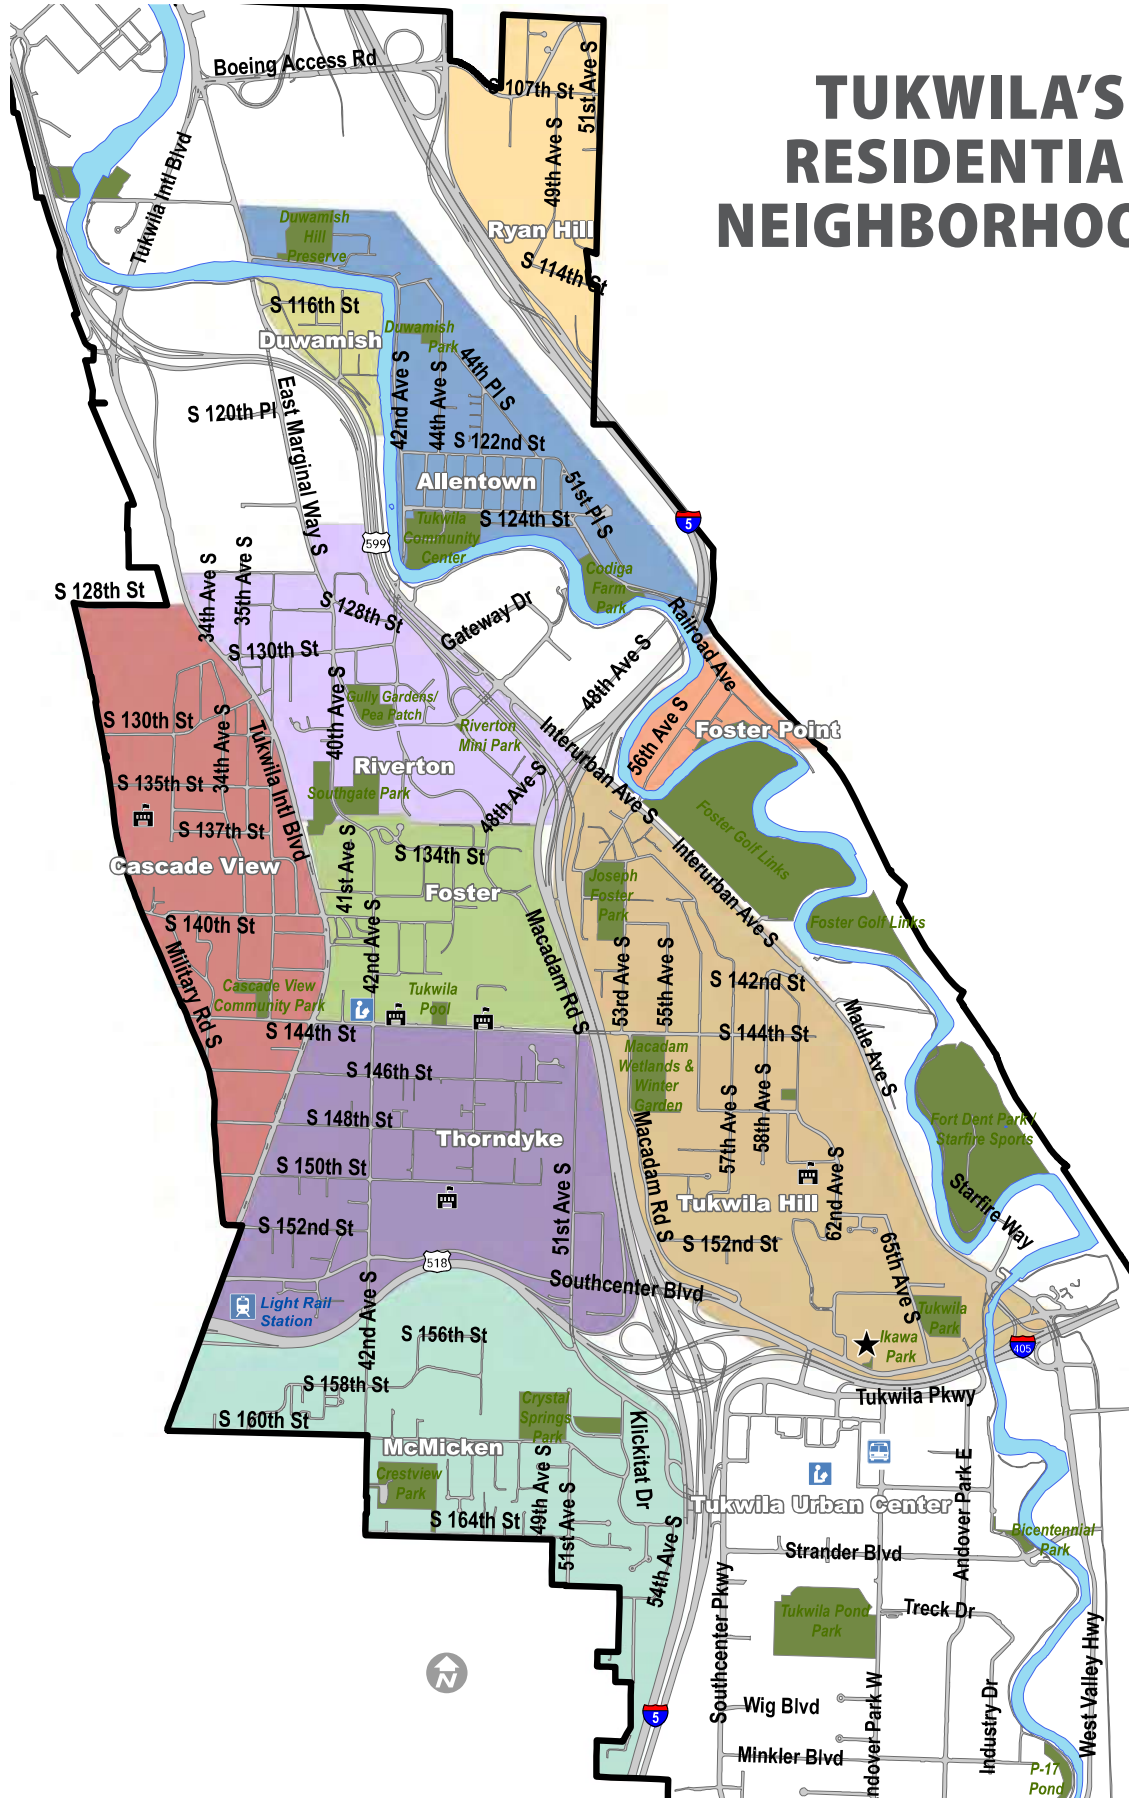 TUKWILA'S
RESIDENTIA
NEIGHBORHOO
Boeing Access Rd
S 107th St
51st Ave S
49th Ave S
Tukwila Intl Blvd
Ryan Hill
S 114th St
Duwamish
Hill
Preserve
S 116th St
Duwamish
Duwamish
Park
42nd Ave S
44th Ave S
44th Pl S
S 120th Pl
East Marginal Way S
S 122nd St
Allentown
51st Pl S
S 124th St
Tukwila
Community
Center
5
599
Codiga
Farm
Park
S 128th St
34th Ave S
35th Ave S
S 128th St
Gateway Dr
Railroad Ave
S 130th St
48th Ave S
40th Ave S
Gully Gardens/
Pea Patch
Riverton
Mini Park
S 130th St
34th Ave S
Tukwila Intl Blvd
Interurban Ave S
56th Ave S
Foster Point
Riverton
S 135th St
Southgate Park
48th Ave S
S 137th St
Foster Golf Links
Cascade View
41st Ave S
S 134th St
Foster
Interurban Ave S
Joseph
Foster
Park
S 140th St
42nd Ave S
Macadam Rd S
Foster Golf Links
Military Rd S
Cascade View
Community Park
Tukwila
Pool
53rd Ave S
55th Ave S
S 142nd St
S 144th St
S 144th St
Maule Ave S
Macadam
Wetlands &
Winter
Garden
S 146th St
57th Ave S
58th Ave S
S 148th St
Thorndyke
Macadam Rd S
Fort Dent Park /
Starfire Sports
S 150th St
51st Ave S
62nd Ave S
Tukwila Hill
Starfire Way
S 152nd St
S 152nd St
65th Ave S
518
Southcenter Blvd
Light Rail
Station
42nd Ave S
Tukwila
Park
S 156th St
Ikawa
Park
405
S 158th St
Tukwila Pkwy
S 160th St
Crystal
Springs
Park
Klickitat Dr
McMicken
49th Ave S
Crestview
Park
51st Ave S
S 164th St
Tukwila Urban Center
Andover Park E
54th Ave S
Strander Blvd
Bicentennial
Park
Southcenter Pkwy
Tukwila Pond
Park
Treck Dr
West Valley Hwy
N
Wig Blvd
ndover Park W
Industry Dr
5
Minkler Blvd
P-17
Pond